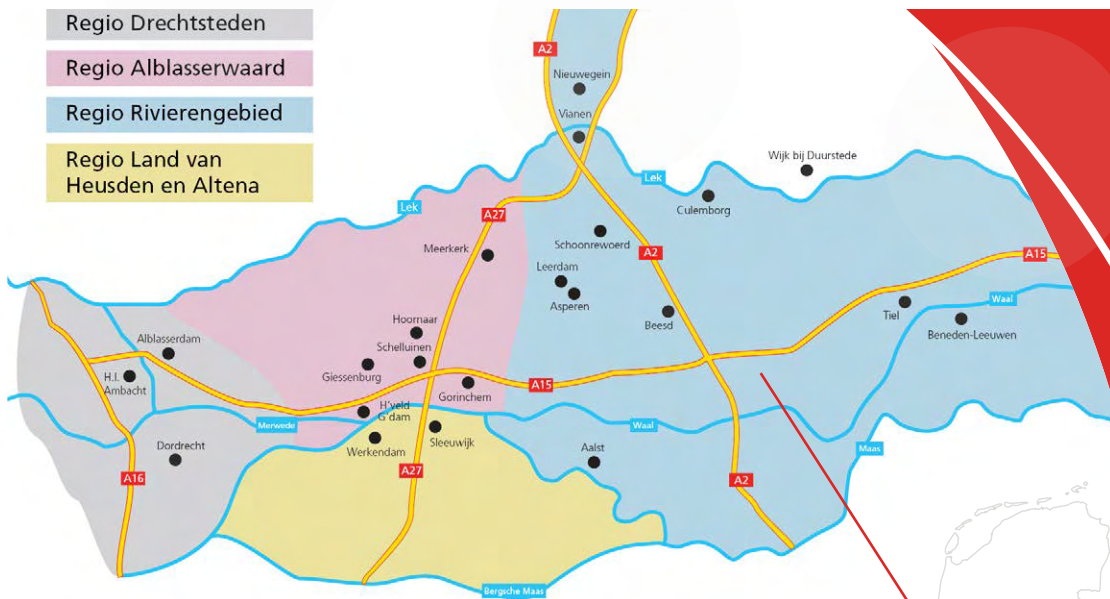 Regio Drechtsteden
Regio Alblasserwaard
Regio Rivierengebied
Regio Land van
Heusden en Altena
A2
Nieuwegein
Vianen
Wijk bij Duurstede
Lek
Culemborg
Lek
A27
Schoonrewoerd
Meerkerk
A2
A15
Leerdam
Asperen
Waal
Tiel
Beesd
Beneden-Leeuwen
Hoornaar
Alblasserdam
Schelluinen
Giessenburg
H.I.
Ambacht
A15
Gorinchem
H'veld
G'dam
Merwede
Sleeuwijk
Waal
Dordrecht
Werkendam
Aalst
Maas
A16
A27
A2
Bergsche Maas